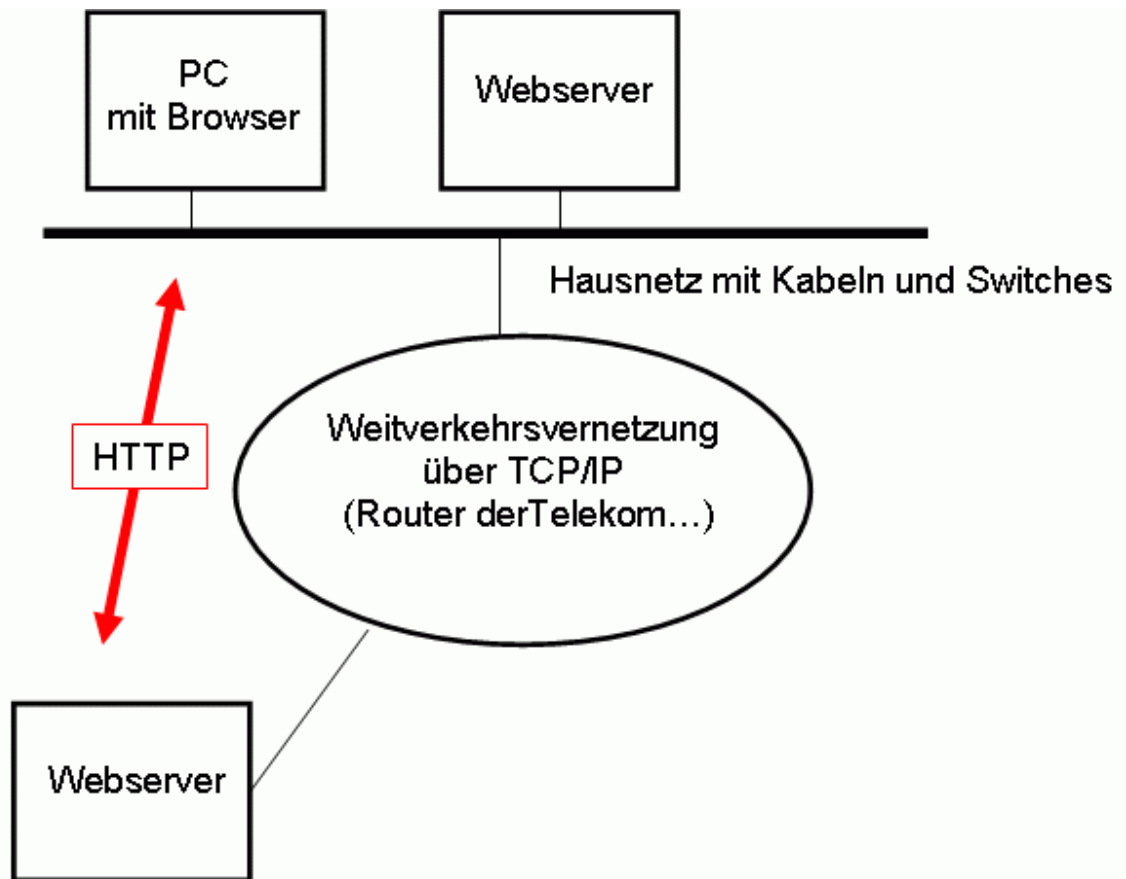 PC
mit Browser
Webserver
Hausnetz mit Kabeln und Switches
Weitverkehrsvernetzung
über TCP/IP
(Router derTelekom…)
HTTP
Webserver